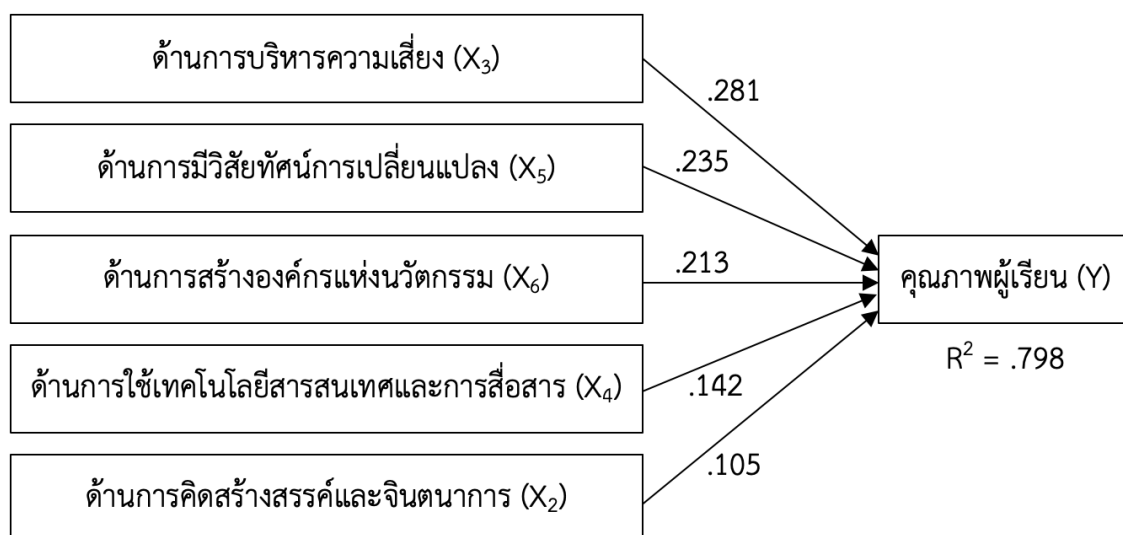 ด้านการบริหารความเสี่ยง (X₃)
.281
ด้านการมีวิสัยทัศน์การเปลี่ยนแปลง (X₅)
.235
ด้านการสร้างองค์กรแห่งนวัตกรรม (X₆)
.213
คุณภาพผู้เรียน (Y)
R² = .798
ด้านการใช้เทคโนโลยีสารสนเทศและการสื่อสาร (X₄)
.142
ด้านการคิดสร้างสรรค์และจินตนาการ (X₂)
.105